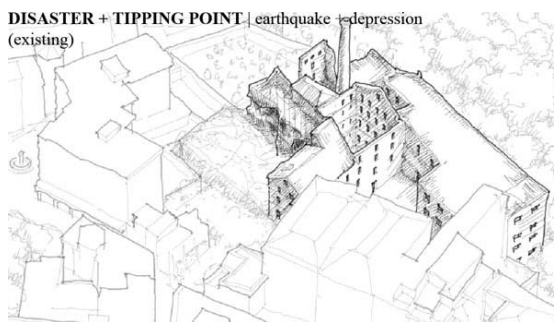 DISASTER + TIPPING POINT | earthquake + depression
(existing)